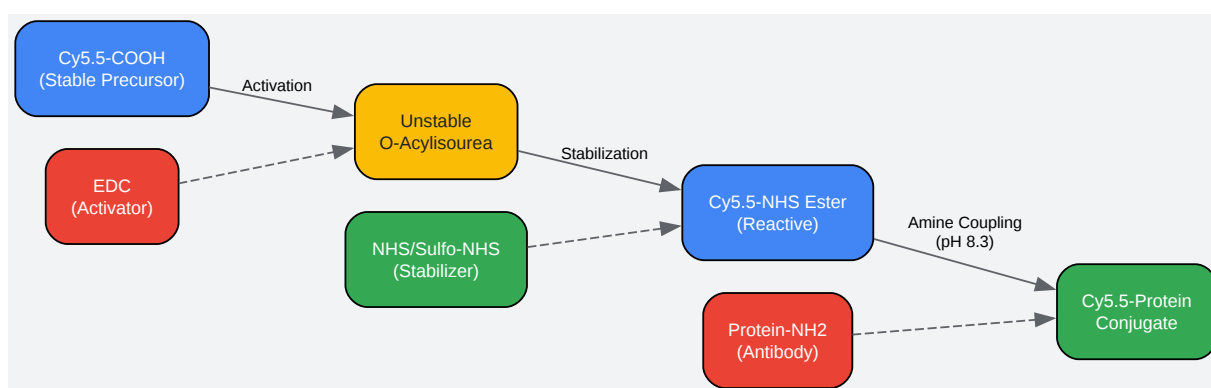 Cy5.5-COOH
(Stable Precursor)
Activation
EDC
(Activator)
Unstable
O-Acylisourea
Stabilization
NHS/Sulfo-NHS
(Stabilizer)
Cy5.5-NHS Ester
(Reactive)
Amine Coupling
(pH 8.3)
Protein-NH2
(Antibody)
Cy5.5-Protein
Conjugate